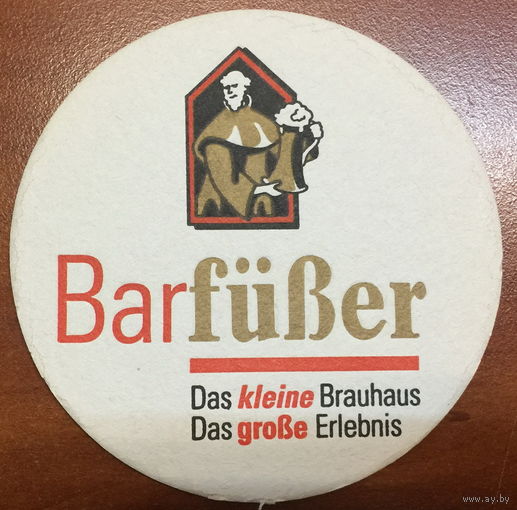 Barfüßer
Das kleine Brauhaus
Das große Erlebnis
www.ay.by